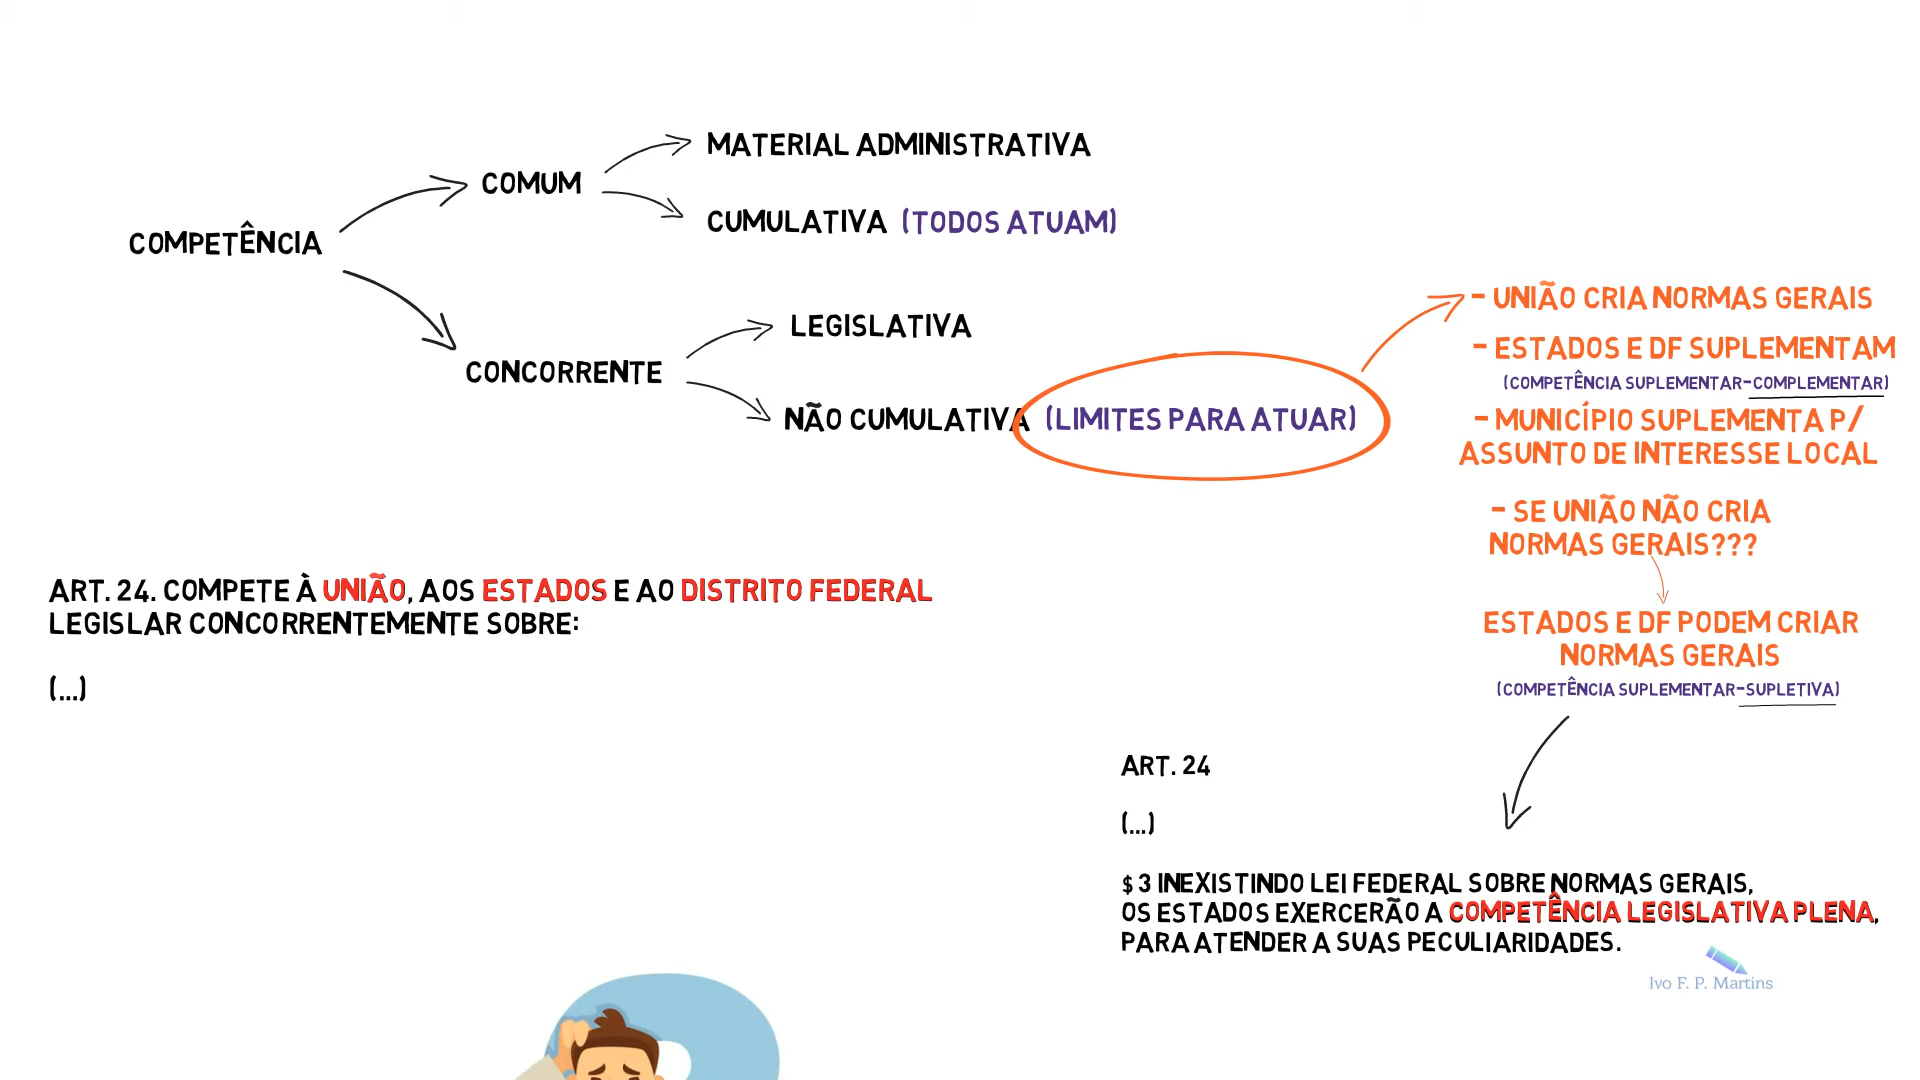 COMPETÊNCIA
COMUM
MATERIAL ADMINISTRATIVA
CUMULATIVA (TODOS ATUAM)
CONCORRENTE
LEGISLATIVA
NÃO CUMULATIVA (LIMITES PARA ATUAR)
- UNIÃO CRIA NORMAS GERAIS
- ESTADOS E DF SUPLEMENTAM
(COMPETÊNCIA SUPLEMENTAR-COMPLEMENTAR)
- MUNICÍPIO SUPLEMENTA P/
ASSUNTO DE INTERESSE LOCAL
- SE UNIÃO NÃO CRIA
NORMAS GERAIS???
ESTADOS E DF PODEM CRIAR
NORMAS GERAIS
(COMPETÊNCIA SUPLEMENTAR-SUPLETIVA)
ART. 24. COMPETE À UNIÃO, AOS ESTADOS E AO DISTRITO FEDERAL
LEGISLAR CONCORRENTEMENTE SOBRE:
(...)
ART. 24
(...)
$ 3 INEXISTINDO LEI FEDERAL SOBRE NORMAS GERAIS,
OS ESTADOS EXERCERÃO A COMPETÊNCIA LEGISLATIVA PLENA,
PARA ATENDER A SUAS PECULIARIDADES.
Ivo F. P. Martins